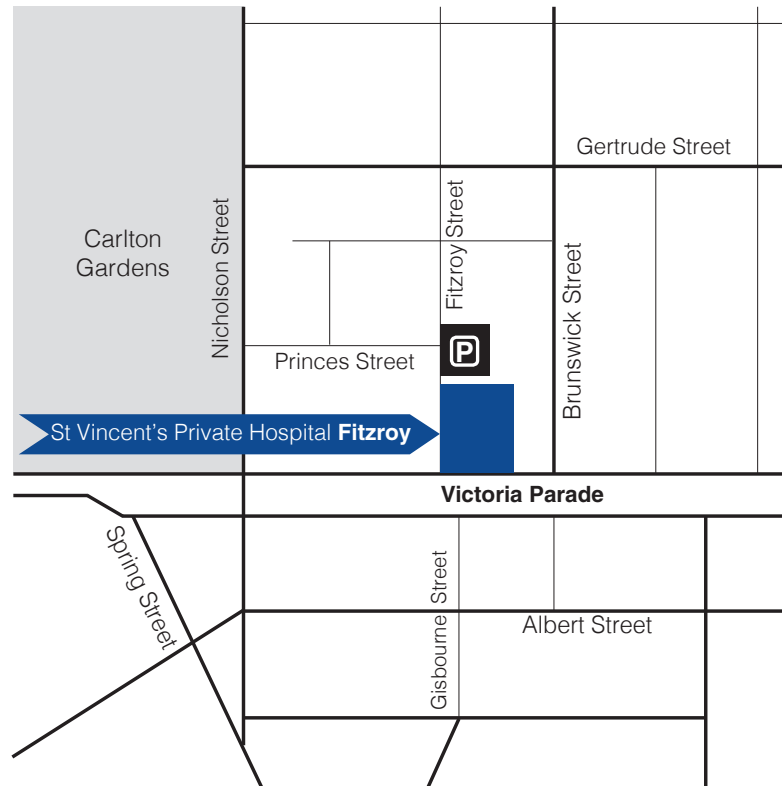 Gertrude Street
Carlton
Gardens
Nicholson Street
Fitzroy Street
Brunswick Street
P
Princes Street
St Vincent's Private Hospital Fitzroy
Victoria Parade
Spring Street
Gisbourne Street
Albert Street